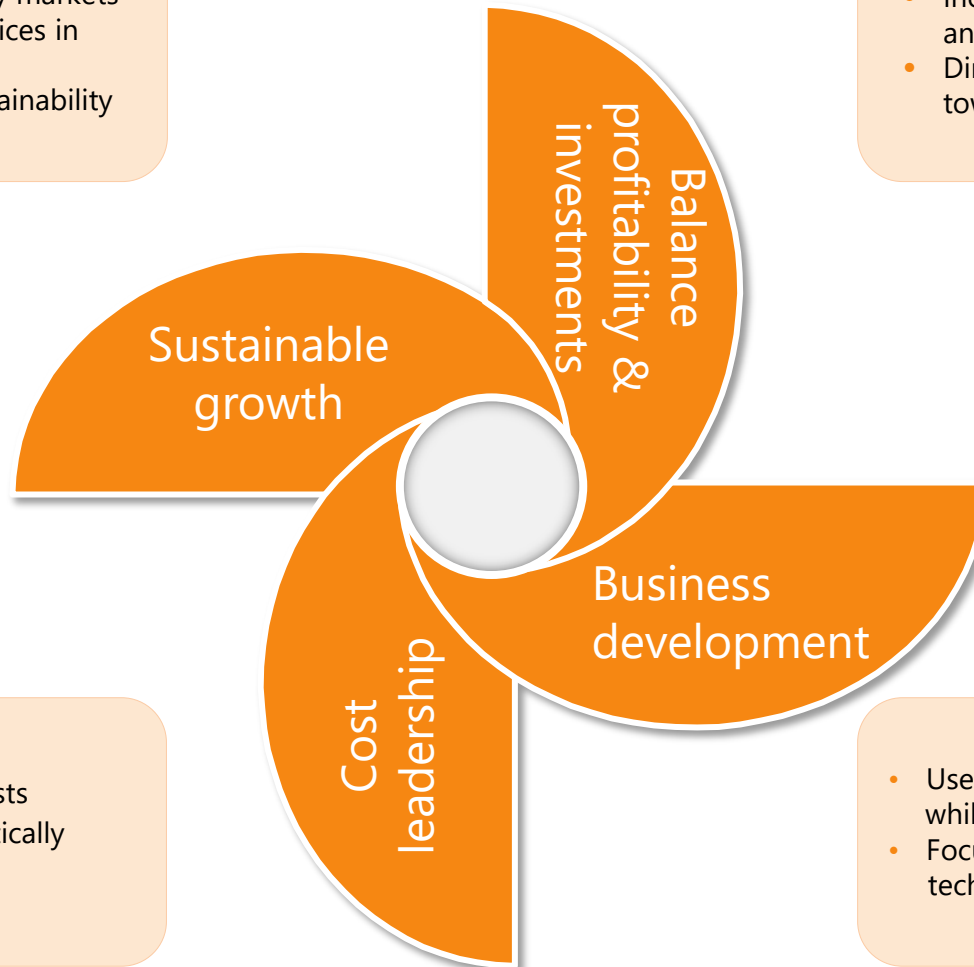 markets
ices in
ainability
an
Di
tow
Balance
profitability &
investments
Sustainable
growth
Business
development
Cost
leadership
sts
ically
• Use
whil
• Focu
tech